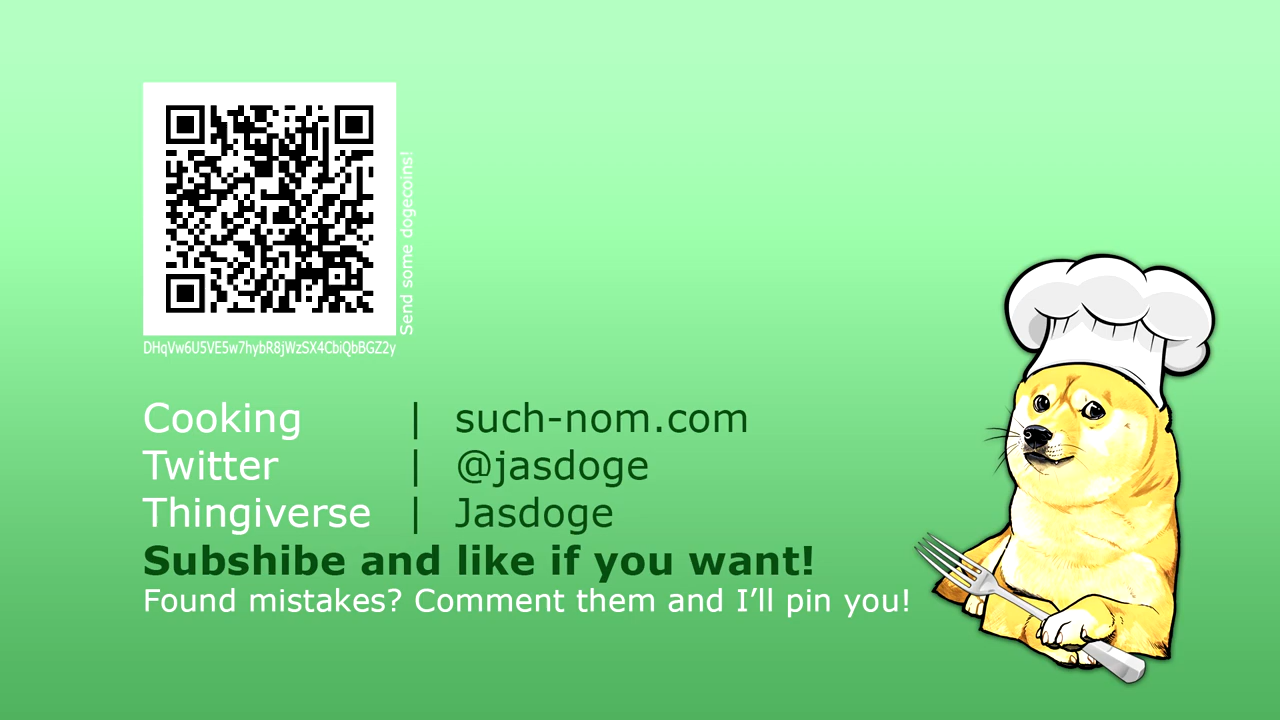 Send some dogecoins!
DHqVw6U5VE5w7hybR8jWzSX4CbiQbBGZ2y
Cooking | such-nom.com
Twitter | @jasdoge
Thingiverse | Jasdoge
Subshibe and like if you want!
Found mistakes? Comment them and I’ll pin you!